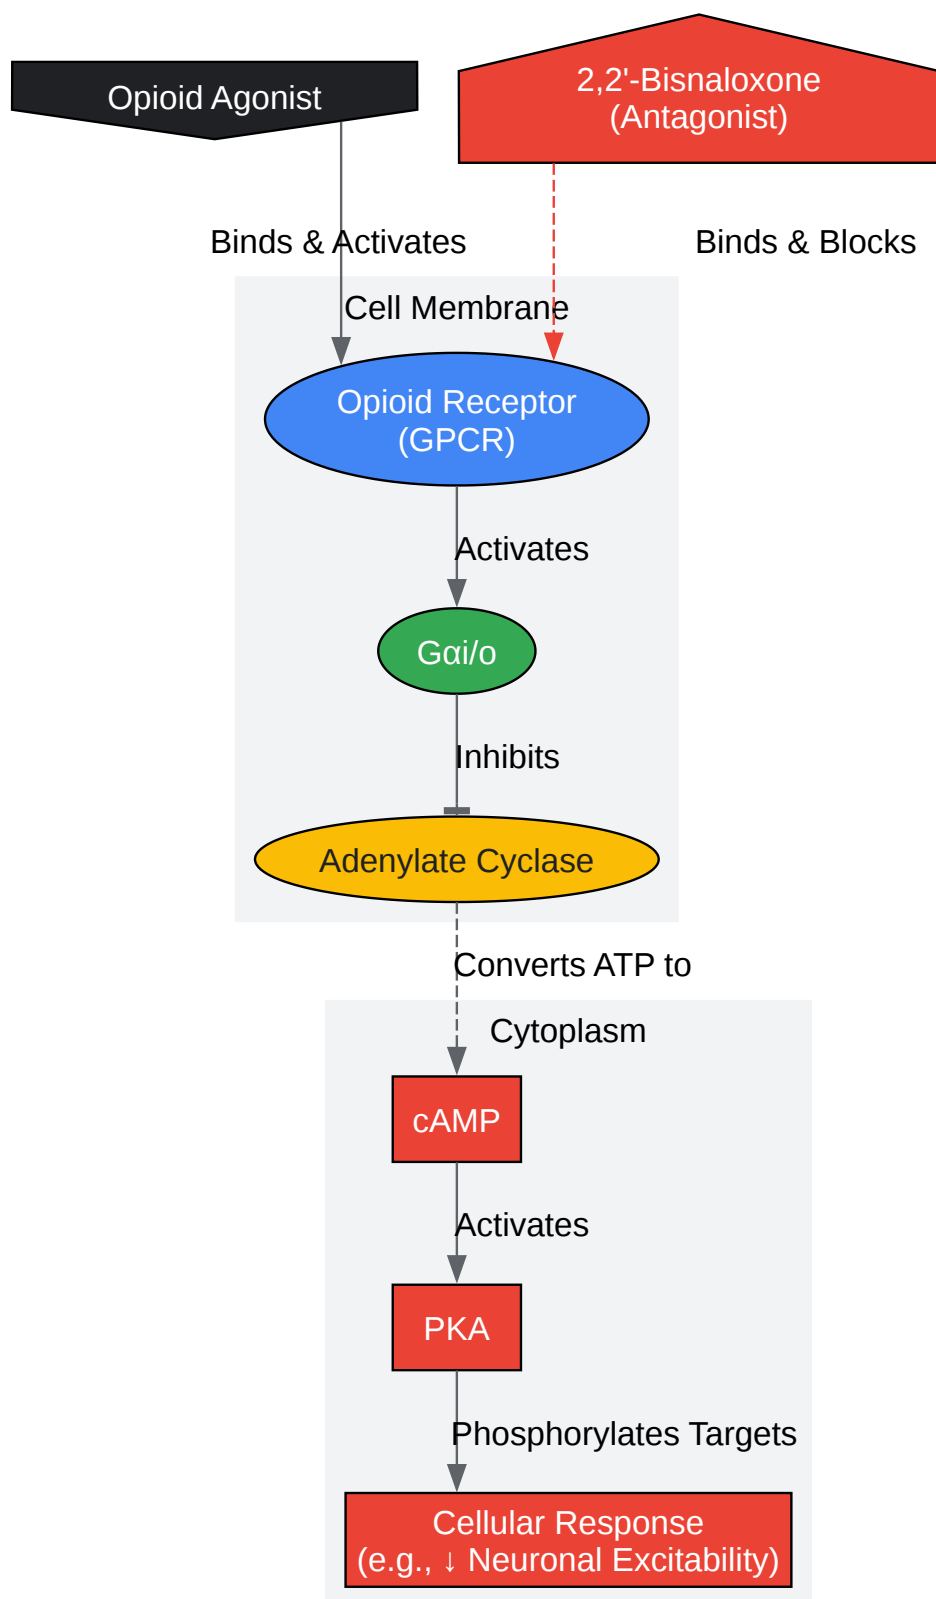 Opioid Agonist
2,2'-Bisnaloxone
(Antagonist)
Binds & Activates
Binds & Blocks
Cell Membrane
Opioid Receptor
(GPCR)
Activates
Gαi/o
Inhibits
Adenylate Cyclase
Converts ATP to
Cytoplasm
cAMP
Activates
PKA
Phosphorylates Targets
Cellular Response
(e.g., ↓ Neuronal Excitability)